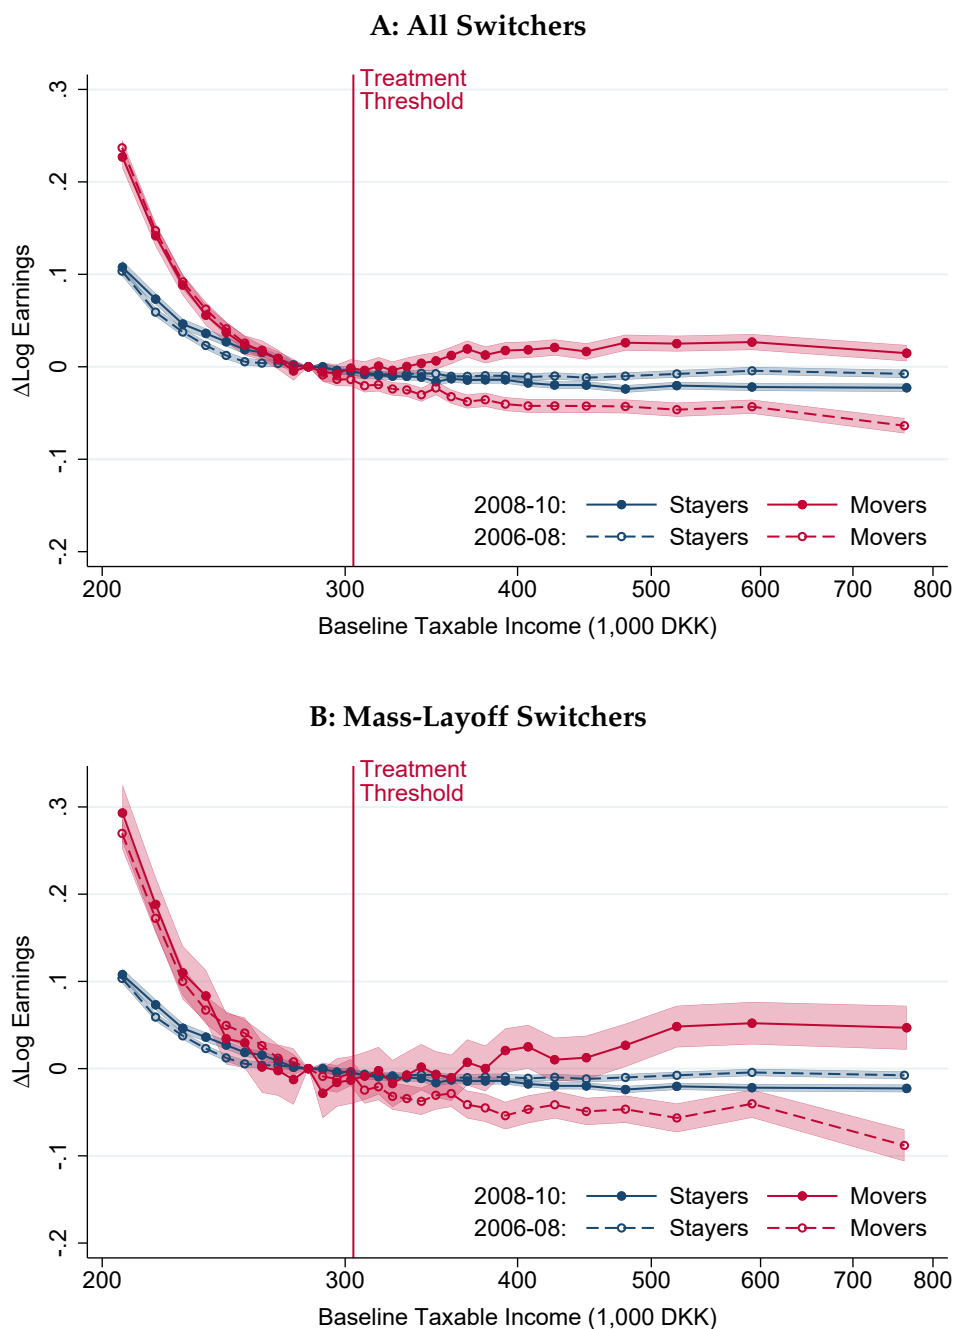 A: All Switchers
Treatment
Threshold
.3
.2
.1
0
-.1
-.2
ΔLog Earnings
2008-10: Stayers Movers
2006-08: Stayers Movers
200 300 400 500 600 700 800
Baseline Taxable Income (1,000 DKK)
B: Mass-Layoff Switchers
Treatment
Threshold
.3
.2
.1
0
-.1
-.2
ΔLog Earnings
2008-10: Stayers Movers
2006-08: Stayers Movers
200 300 400 500 600 700 800
Baseline Taxable Income (1,000 DKK)